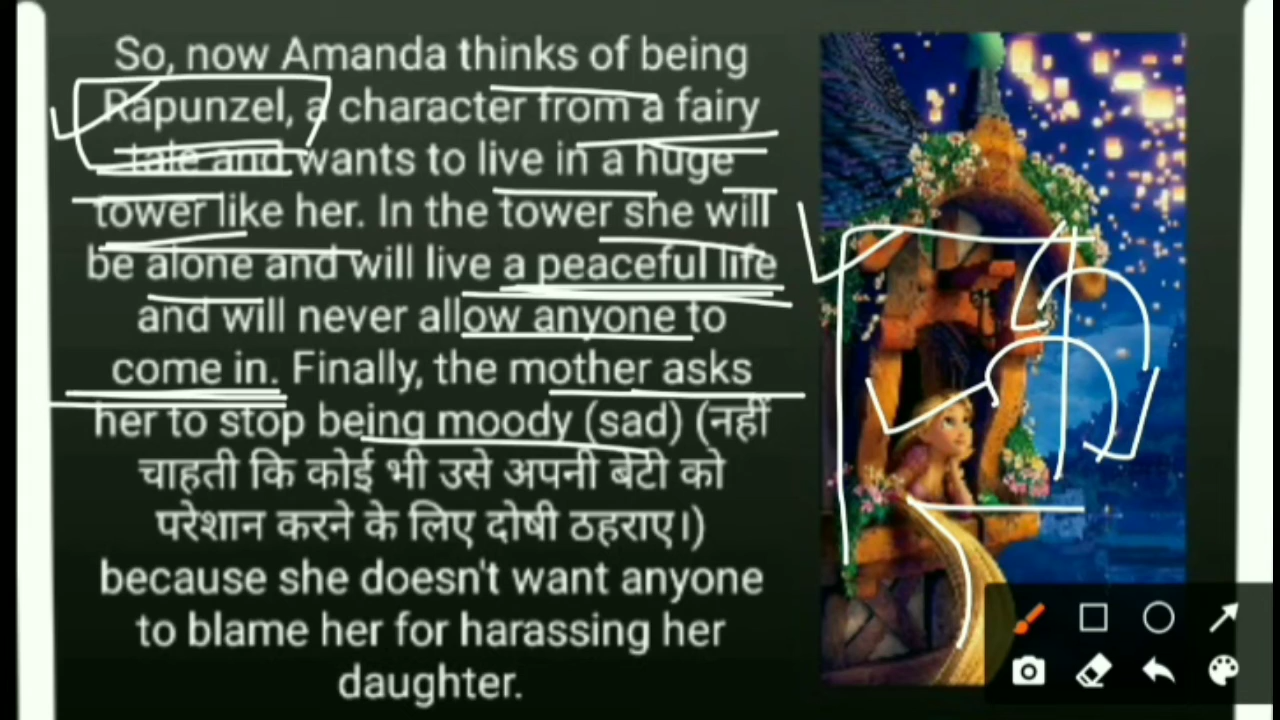 So, now Amanda thinks of being
Rapunzel, a character from a fairy
tale and wants to live in a huge
tower like her. In the tower she will
be alone and will live a peaceful life
and will never allow anyone to
come in. Finally, the mother asks
her to stop being moody (sad) (नहीं
चाहती कि कोई भी उसे अपनी बेटी को
परेशान करने के लिए दोषी ठहराए।)
because she doesn't want anyone
to blame her for harassing her
daughter.